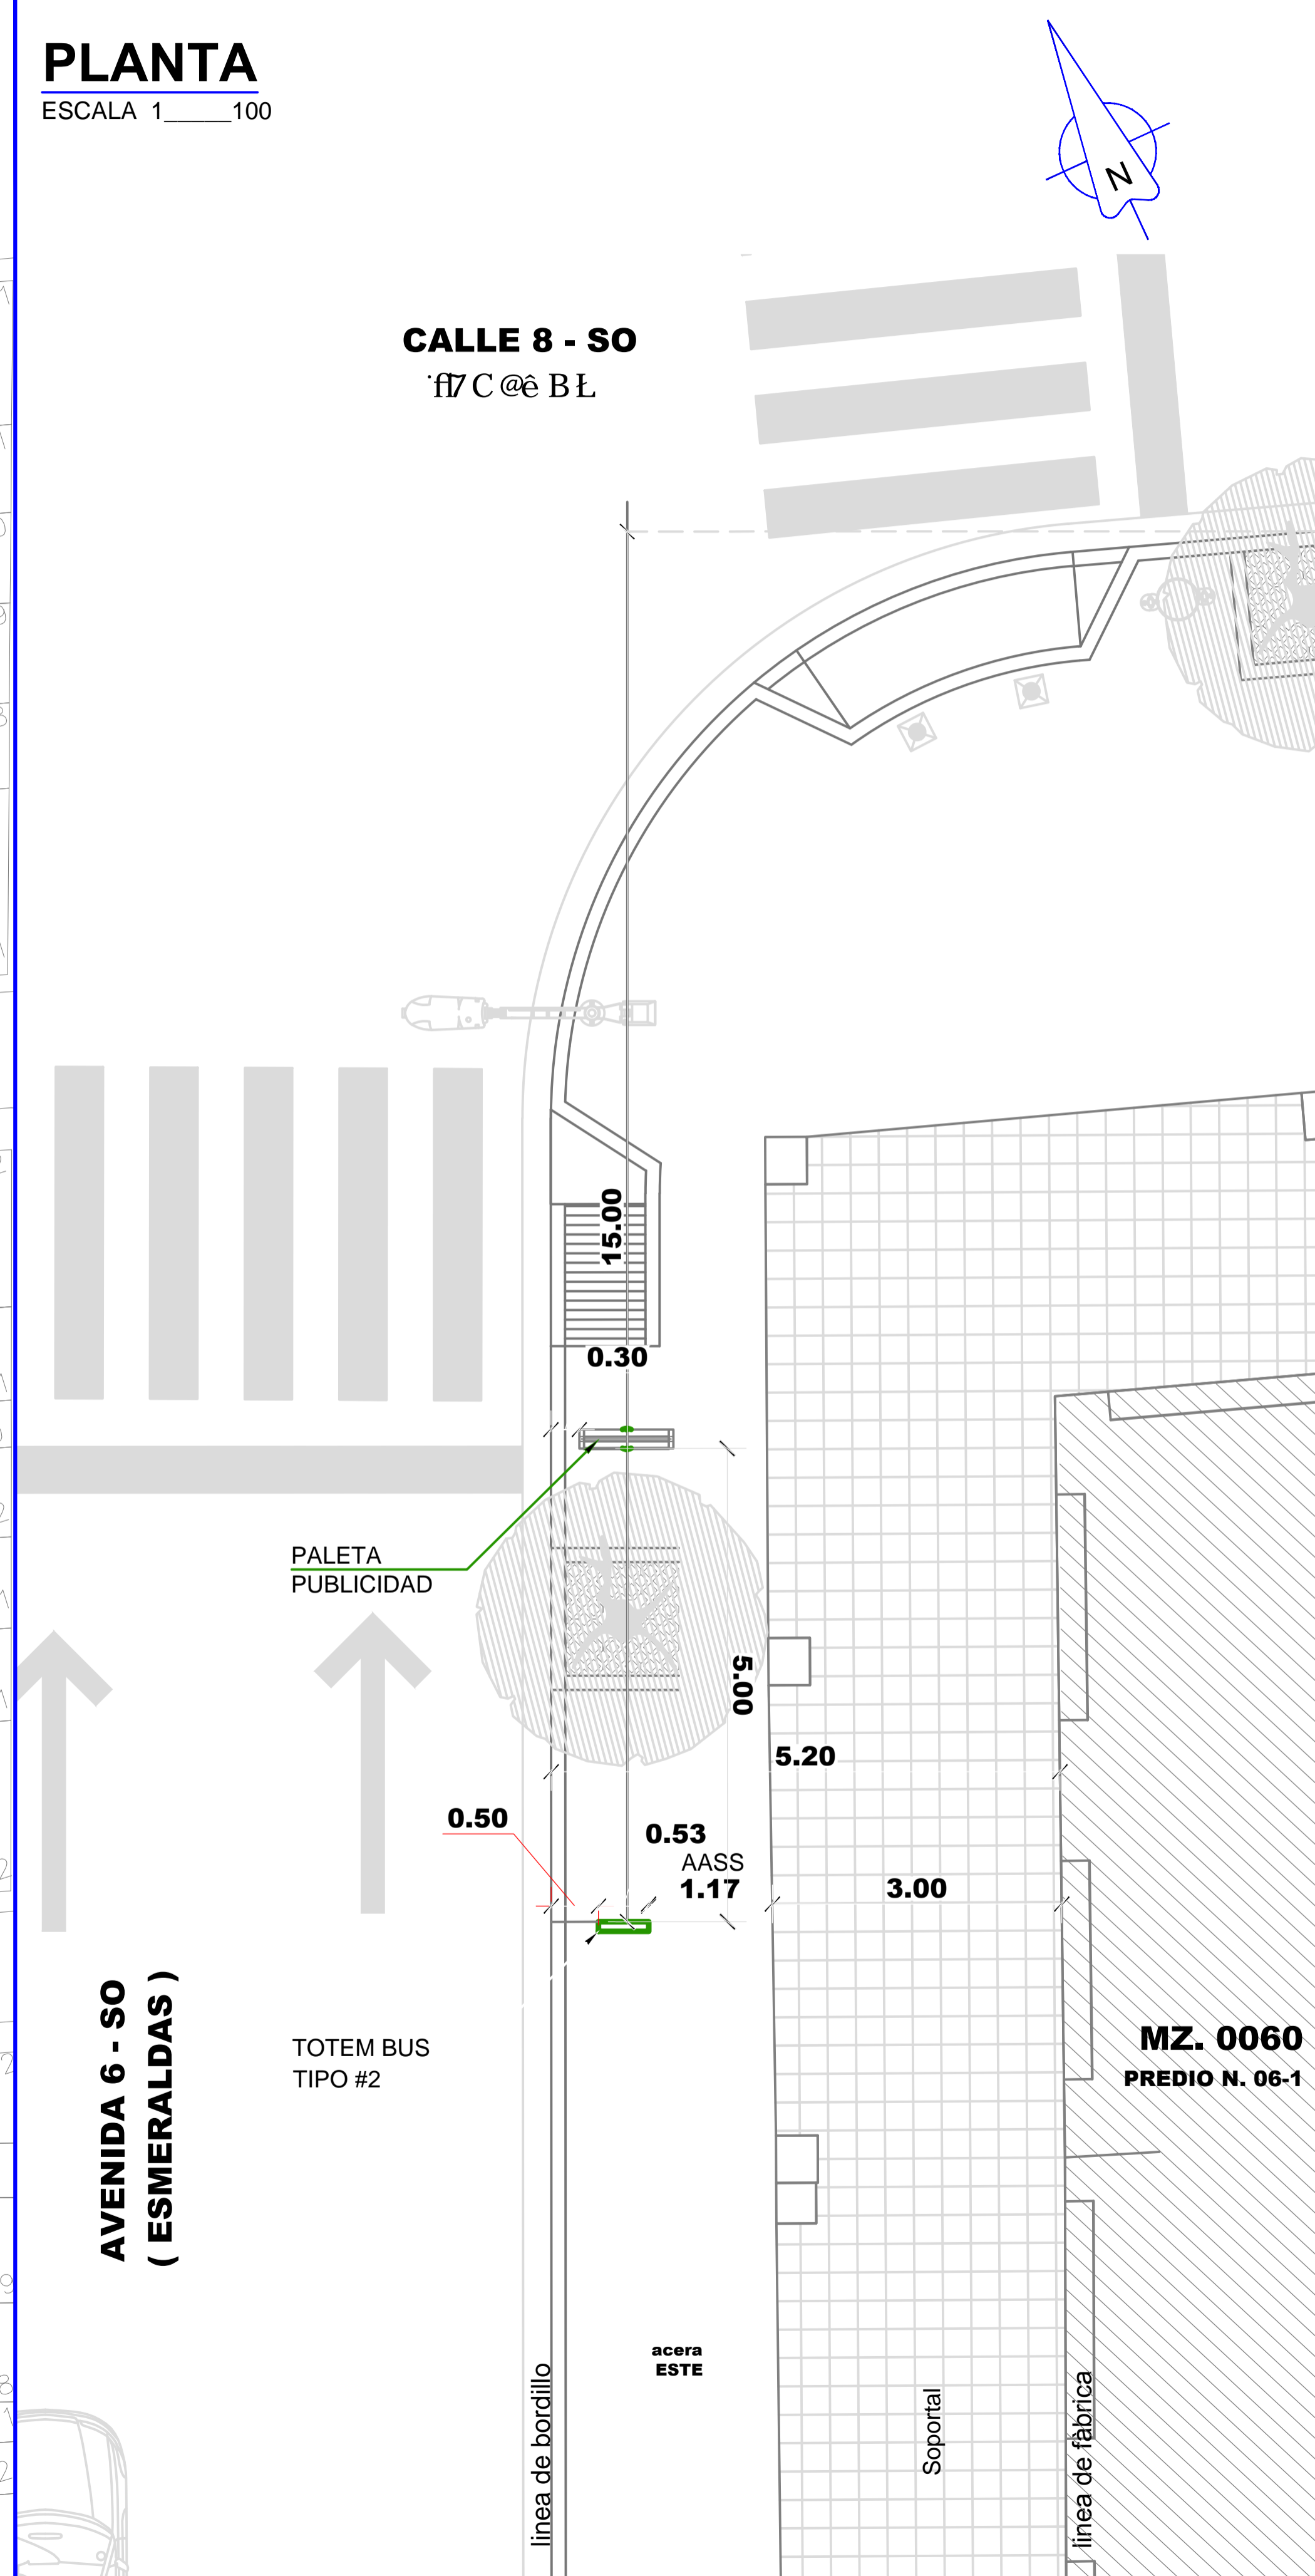 PLANTA
ESCALA 1_____100
N
CALLE 8 - SO
15.00
0.30
PALETA
PUBLICIDAD
5.00
5.20
0.50
0.53
AASS
1.17
3.00
AVENIDA 6 - SO
( ESMERALDAS )
TOTEM BUS
TIPO #2
MZ. 0060
PREDIO N. 06-1
acera
ESTE
linea de bordillo
Soportal
linea de fàbrica